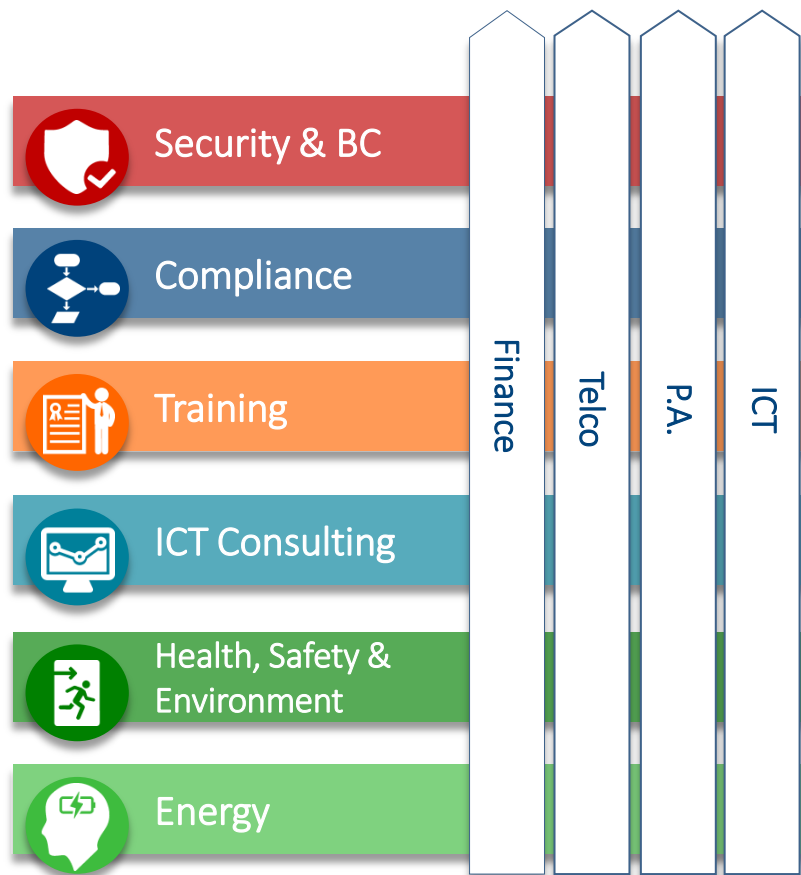 Security & BC
Compliance
Training
ICT Consulting
Health, Safety &
Environment
Energy
Finance
Telco
P.A.
ICT